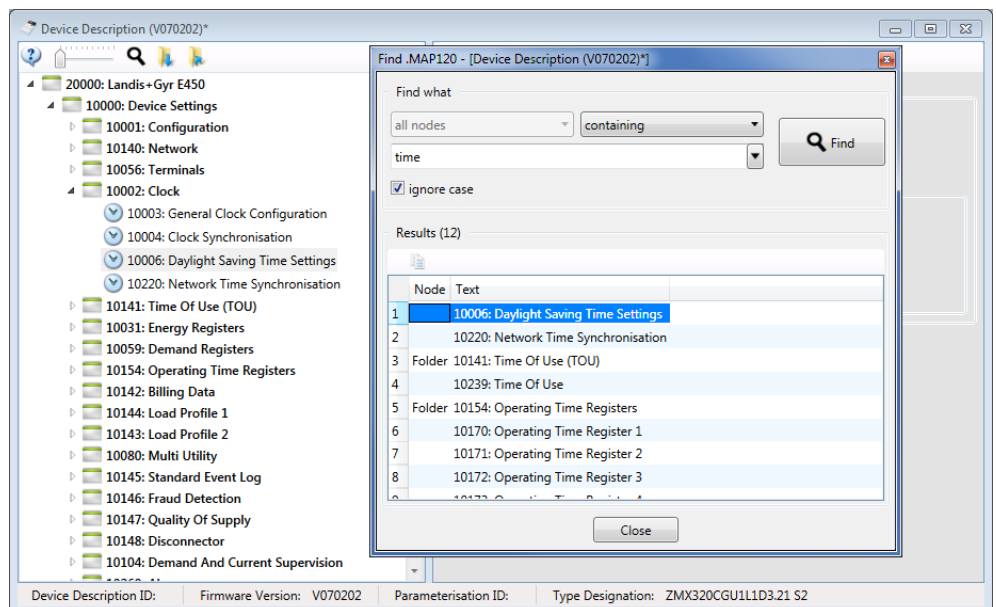 Device Description (V070202)*
20000: Landis+Gyr E450
10000: Device Settings
10001: Configuration
10140: Network
10056: Terminals
10002: Clock
10003: General Clock Configuration
10004: Clock Synchronisation
10006: Daylight Saving Time Settings
10220: Network Time Synchronisation
10141: Time Of Use (TOU)
10031: Energy Registers
10059: Demand Registers
10154: Operating Time Registers
10142: Billing Data
10144: Load Profile 1
10143: Load Profile 2
10080: Multi Utility
10145: Standard Event Log
10146: Fraud Detection
10147: Quality Of Supply
10148: Disconnector
10104: Demand And Current Supervision
Find .MAP120 - [Device Description (V070202)*]
Find what
all nodes containing
Find
time
ignore case
Results (12)
Node Text
1 10006: Daylight Saving Time Settings
2 10220: Network Time Synchronisation
3 Folder 10141: Time Of Use (TOU)
4 10239: Time Of Use
5 Folder 10154: Operating Time Registers
6 10170: Operating Time Register 1
7 10171: Operating Time Register 2
8 10172: Operating Time Register 3
Close
Device Description ID: Firmware Version: V070202 Parameterisation ID: Type Designation: ZMX320CGU1L1D3.21 S2